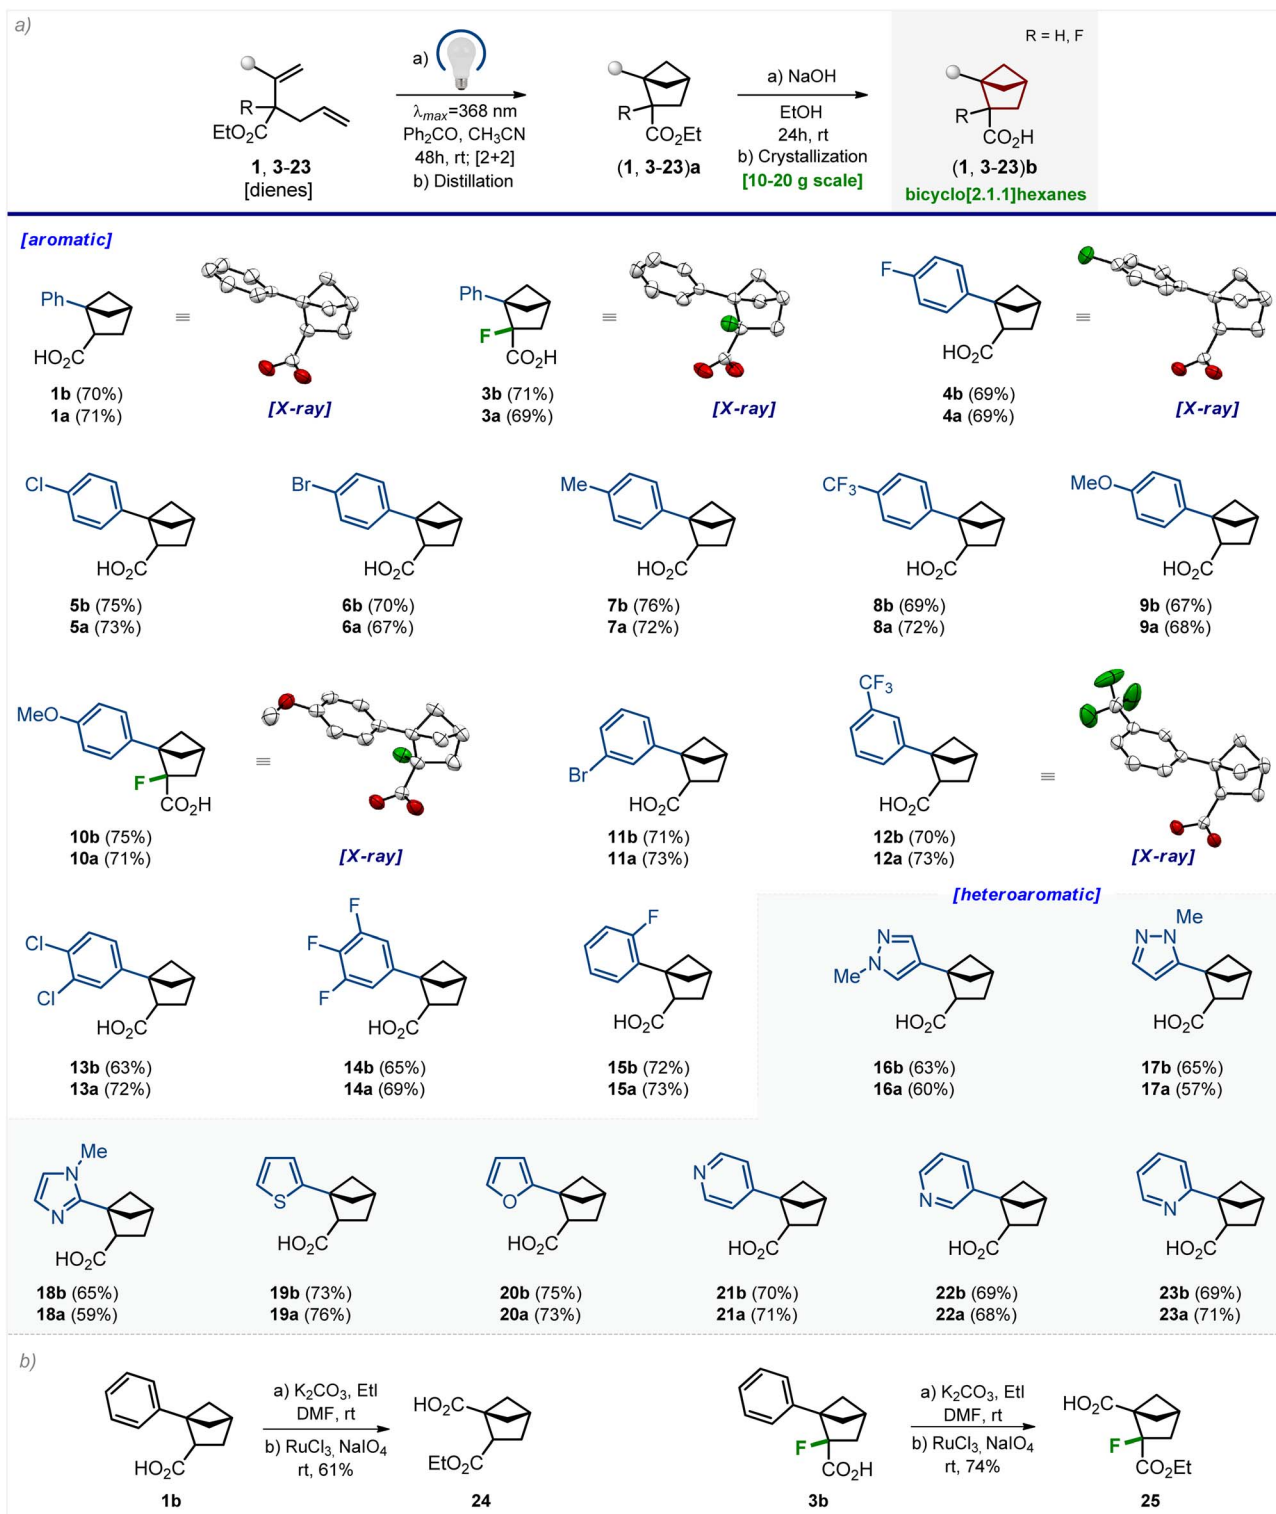 a)
R = H, F
R
EtO₂C
1, 3-23
[dienes]
a)
λmax=368 nm
Ph₂CO, CH₃CN
48h, rt; [2+2]
b) Distillation
R
CO₂Et
(1, 3-23)a
a) NaOH
EtOH
24h, rt
b) Crystallization
[10-20 g scale]
R
CO₂H
(1, 3-23)b
bicyclo[2.1.1]hexanes
[aromatic]
Ph
HO₂C
≡
1b (70%)
1a (71%)
[X-ray]
Ph
F
CO₂H
≡
3b (71%)
3a (69%)
[X-ray]
F
HO₂C
≡
4b (69%)
4a (69%)
[X-ray]
Cl
HO₂C
5b (75%)
5a (73%)
Br
HO₂C
6b (70%)
6a (67%)
Me
HO₂C
7b (76%)
7a (72%)
CF₃
HO₂C
8b (69%)
8a (72%)
MeO
HO₂C
9b (67%)
9a (68%)
MeO
F
CO₂H
≡
10b (75%)
10a (71%)
[X-ray]
Br
HO₂C
11b (71%)
11a (73%)
CF₃
HO₂C
≡
12b (70%)
12a (73%)
[X-ray]
Cl
Cl
HO₂C
13b (63%)
13a (72%)
F
F
F
HO₂C
14b (65%)
14a (69%)
F
HO₂C
15b (72%)
15a (73%)
[heteroaromatic]
N
N
Me
HO₂C
16b (63%)
16a (60%)
Me
N
N
HO₂C
17b (65%)
17a (57%)
Me
N
N
HO₂C
18b (65%)
18a (59%)
S
HO₂C
19b (73%)
19a (76%)
O
HO₂C
20b (75%)
20a (73%)
N
HO₂C
21b (70%)
21a (71%)
N
HO₂C
22b (69%)
22a (68%)
N
HO₂C
23b (69%)
23a (71%)
b)
HO₂C
1b
a) K₂CO₃, EtI
DMF, rt
b) RuCl₃, NaIO₄
rt, 61%
HO₂C
EtO₂C
24
F
CO₂H
3b
a) K₂CO₃, EtI
DMF, rt
b) RuCl₃, NaIO₄
rt, 74%
HO₂C
F
CO₂Et
25